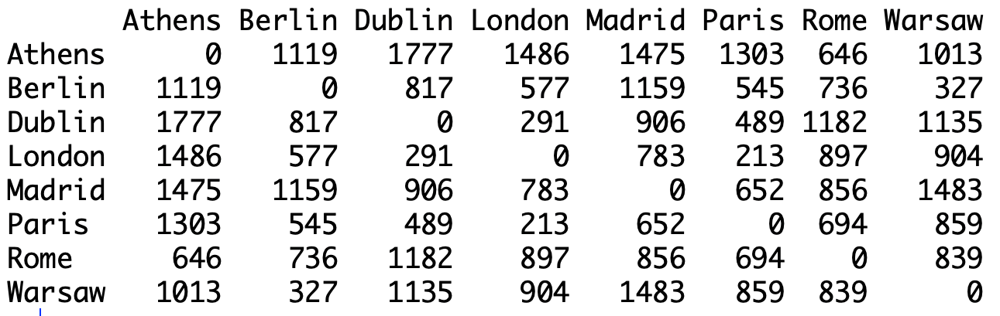 Athens Berlin Dublin London Madrid Paris Rome Warsaw
Athens 0 1119 1777 1486 1475 1303 646 1013
Berlin 1119 0 817 577 1159 545 736 327
Dublin 1777 817 0 291 906 489 1182 1135
London 1486 577 291 0 783 213 897 904
Madrid 1475 1159 906 783 0 652 856 1483
Paris 1303 545 489 213 652 0 694 859
Rome 646 736 1182 897 856 694 0 839
Warsaw 1013 327 1135 904 1483 859 839 0